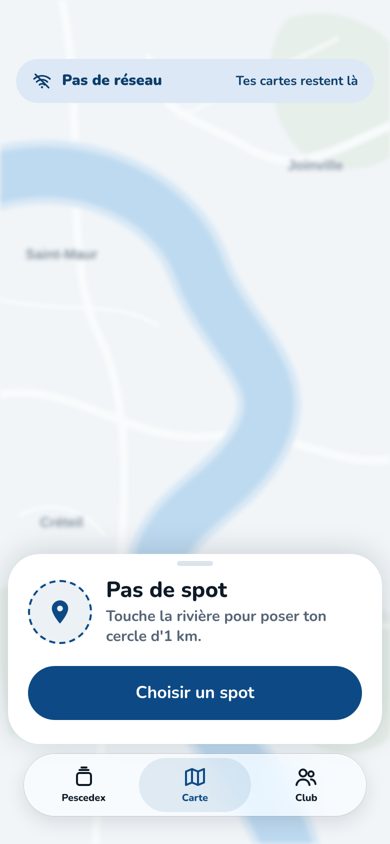 Pas de réseau
Tes cartes restent là
Joinville
Saint-Maur
Créteil
Pas de spot
Touche la rivière pour poser ton
cercle d'1 km.
Choisir un spot
Pescedex
Carte
Club